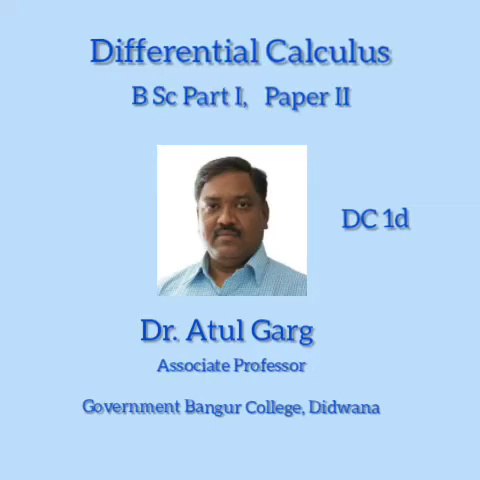 Differential Calculus
B Sc Part I, Paper II
DC 1d
Dr. Atul Garg
Associate Professor
Government Bangur College, Didwana